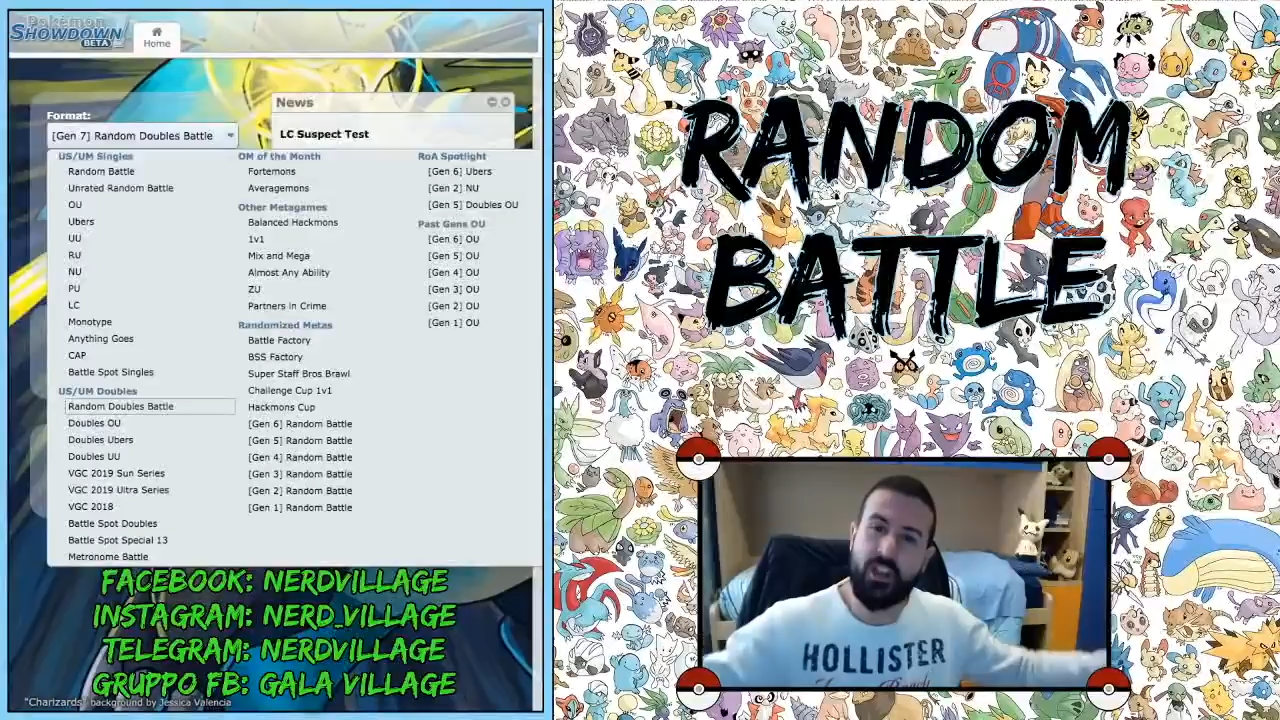 Pokémon
SHOWDOWN
BETA
Home
News
Format:
[Gen 7] Random Doubles Battle
LC Suspect Test
US/UM Singles
Random Battle
Unrated Random Battle
OU
Ubers
UU
RU
NU
PU
LC
Monotype
Anything Goes
CAP
Battle Spot Singles
US/UM Doubles
Random Doubles Battle
Doubles OU
Doubles Ubers
Doubles UU
VGC 2019 Sun Series
VGC 2019 Ultra Series
VGC 2018
Battle Spot Doubles
Battle Spot Special 13
Metronome Battle
OM of the Month
Fortemons
Averagemons
Other Metagames
Balanced Hackmons
1v1
Mix and Mega
Almost Any Ability
ZU
Partners in Crime
Randomized Metas
Battle Factory
BSS Factory
Super Staff Bros Brawl
Challenge Cup 1v1
Hackmons Cup
[Gen 6] Random Battle
[Gen 5] Random Battle
[Gen 4] Random Battle
[Gen 3] Random Battle
[Gen 2] Random Battle
[Gen 1] Random Battle
RoA Spotlight
[Gen 6] Ubers
[Gen 2] NU
[Gen 5] Doubles OU
Past Gens OU
[Gen 6] OU
[Gen 5] OU
[Gen 4] OU
[Gen 3] OU
[Gen 2] OU
[Gen 1] OU
FACEBOOK: NERDVILLAGE
INSTAGRAM: NERD_VILLAGE
TELEGRAM: NERDVILLAGE
GRUPPO FB: GALA VILLAGE
"Charizards" background by Jessica Valencia
RANDOM
BATTLE
HOLLISTER